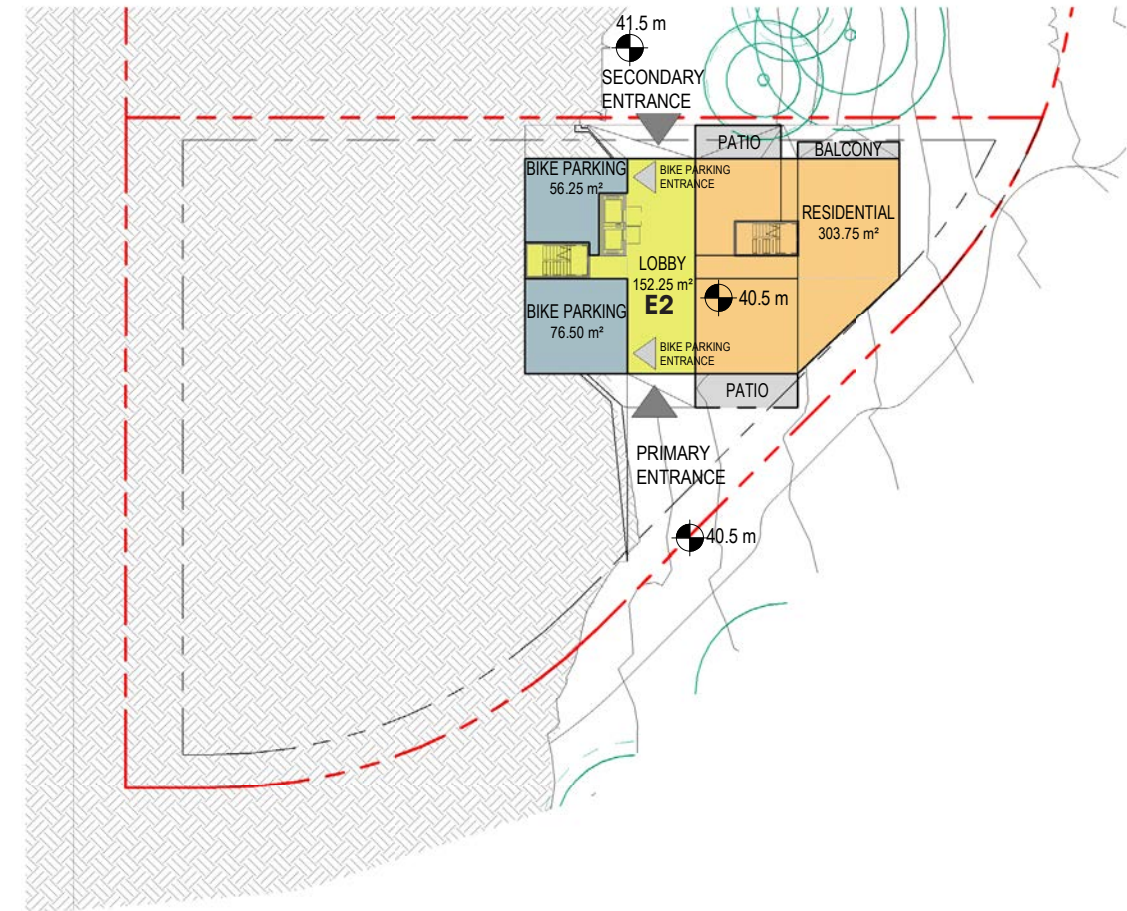 41.5 m
SECONDARY
ENTRANCE
PATIO
BALCONY
BIKE PARKING
56.25 m²
BIKE PARKING
ENTRANCE
RESIDENTIAL
303.75 m²
LOBBY
152.25 m²
E2
40.5 m
BIKE PARKING
76.50 m²
BIKE PARKING
ENTRANCE
PATIO
PRIMARY
ENTRANCE
40.5 m